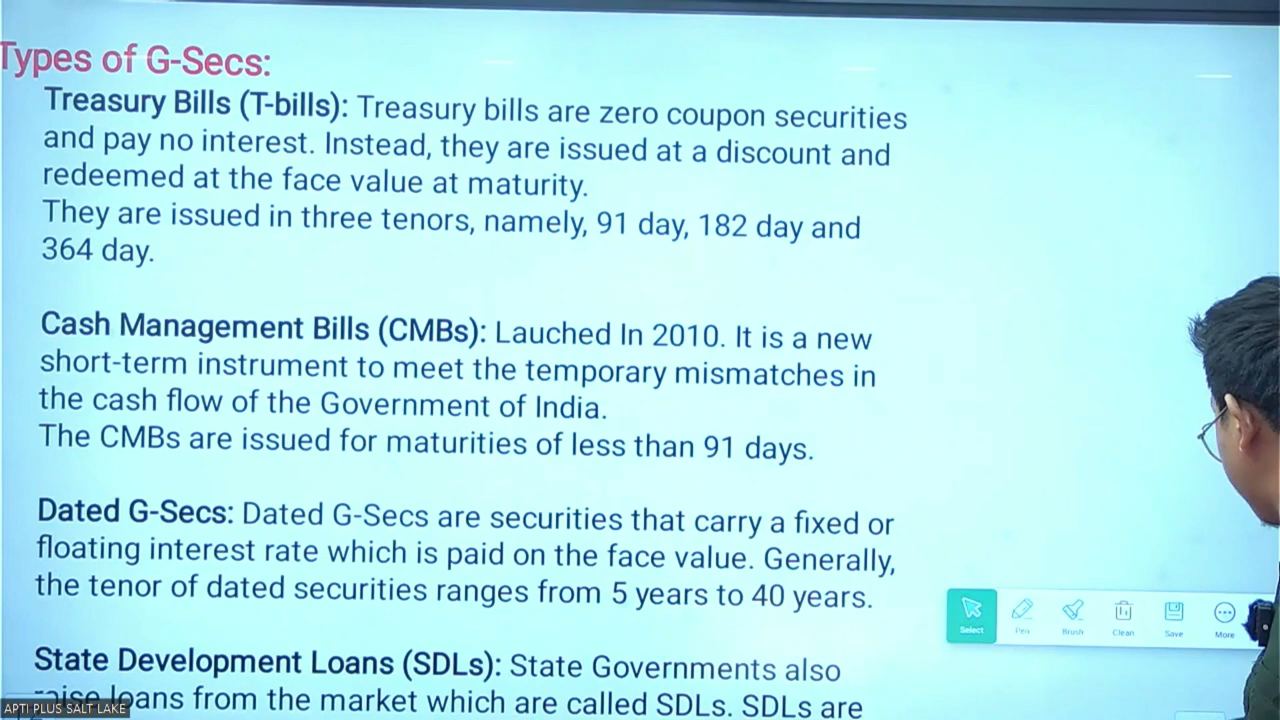 Types of G-Secs:
Treasury Bills (T-bills): Treasury bills are zero coupon securities
and pay no interest. Instead, they are issued at a discount and
redeemed at the face value at maturity.
They are issued in three tenors, namely, 91 day, 182 day and
364 day.
Cash Management Bills (CMBs): Lauched In 2010. It is a new
short-term instrument to meet the temporary mismatches in
the cash flow of the Government of India.
The CMBs are issued for maturities of less than 91 days.
Dated G-Secs: Dated G-Secs are securities that carry a fixed or
floating interest rate which is paid on the face value. Generally,
the tenor of dated securities ranges from 5 years to 40 years.
State Development Loans (SDLs): State Governments also
raise loans from the market which are called SDLs. SDLs are
Select
Pen
Brush
Clean
Save
More
APTI PLUS SALT LAKE